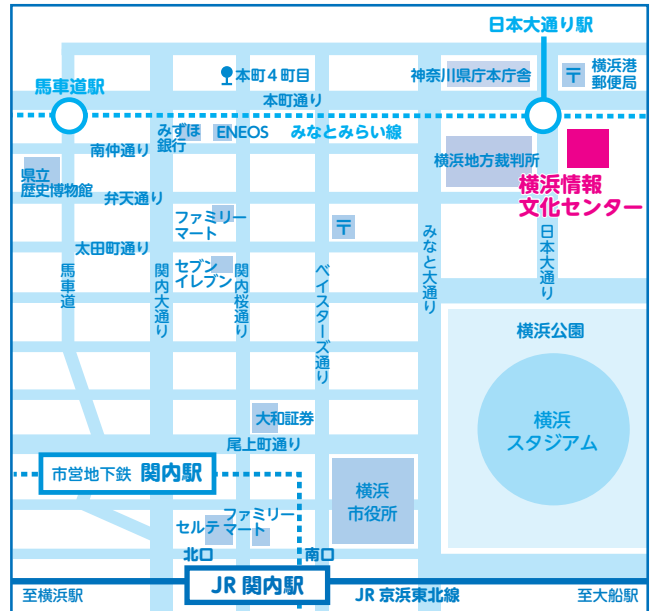 日本大通り駅
馬車道駅
本町4町目
神奈川県庁本庁舎
〒
横浜港
郵便局
本町通り
みずほ
銀行
ENEOS
みなとみらい線
南仲通り
横浜地方裁判所
県立
歴史博物館
弁天通り
横浜情報
文化センター
ファミリー
マート
〒
太田町通り
セブン
イレブン
馬車道
関内大通り
関内桜通り
ベイスターズ通り
みなと大通り
日本大通り
横浜公園
大和証券
横浜
スタジアム
尾上町通り
市営地下鉄 関内駅
横浜
市役所
セルテ
ファミリー
マート
北口
南口
JR 関内駅
JR 京浜東北線
至横浜駅
至大船駅